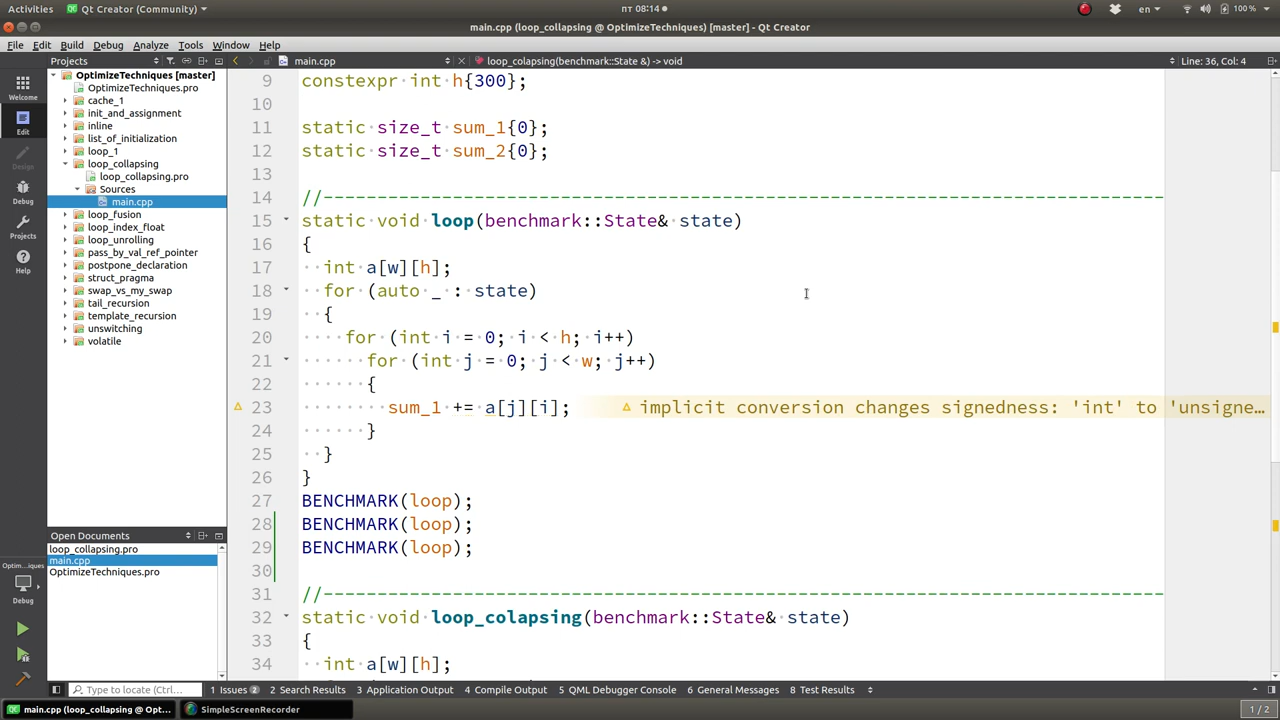 Activities
Qt Creator (Community)
пт 08:14
en
100 %
main.cpp (loop_collapsing @ OptimizeTechniques) [master] - Qt Creator
File Edit Build Debug Analyze Tools Window Help
Projects
main.cpp
loop_colapsing(benchmark::State &) -> void
Line: 36, Col: 4
Welcome
Edit
Design
Debug
Projects
Help
OptimizeTechniques [master]
OptimizeTechniques.pro
cache_1
init_and_assignment
inline
list_of_initialization
loop_1
loop_collapsing
loop_collapsing.pro
Sources
main.cpp
loop_fusion
loop_index_float
loop_unrolling
pass_by_val_ref_pointer
postpone_declaration
struct_pragma
swap_vs_my_swap
tail_recursion
template_recursion
unswitching
volatile
Open Documents
loop_collapsing.pro
main.cpp
OptimizeTechniques.pro
Optim...iques
Debug
9 constexpr int h{300};
10
11 static size_t sum_1{0};
12 static size_t sum_2{0};
13
14 //------------------------------------------------------------------------------
15 static void loop(benchmark::State& state)
16 {
17 int a[w][h];
18 for (auto _ : state)
19 {
20 for (int i = 0; i < h; i++)
21 for (int j = 0; j < w; j++)
22 {
23 sum_1 += a[j][i]; implicit conversion changes signedness: 'int' to 'unsigne…
24 }
25 }
26 }
27 BENCHMARK(loop);
28 BENCHMARK(loop);
29 BENCHMARK(loop);
30
31 //------------------------------------------------------------------------------
32 static void loop_colapsing(benchmark::State& state)
33 {
34 int a[w][h];
Type to locate (Ctrl+...
1 Issues 2
2 Search Results
3 Application Output
4 Compile Output
5 QML Debugger Console
6 General Messages
8 Test Results
main.cpp (loop_collapsing @ Opt...
SimpleScreenRecorder
1 / 2